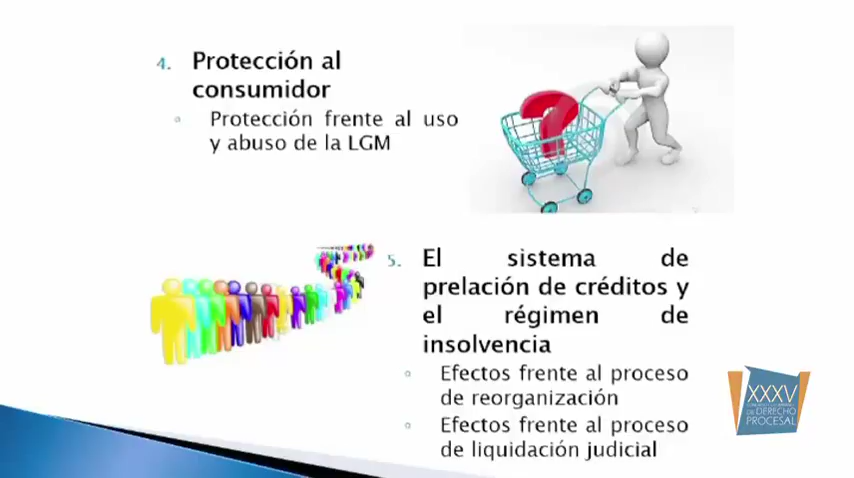 4. Protección al
consumidor
Protección frente al uso
y abuso de la LGM
5. El sistema de
prelación de créditos y
el régimen de
insolvencia
Efectos frente al proceso
de reorganización
Efectos frente al proceso
de liquidación judicial
XXXV
DE DERECHO
PROCESAL